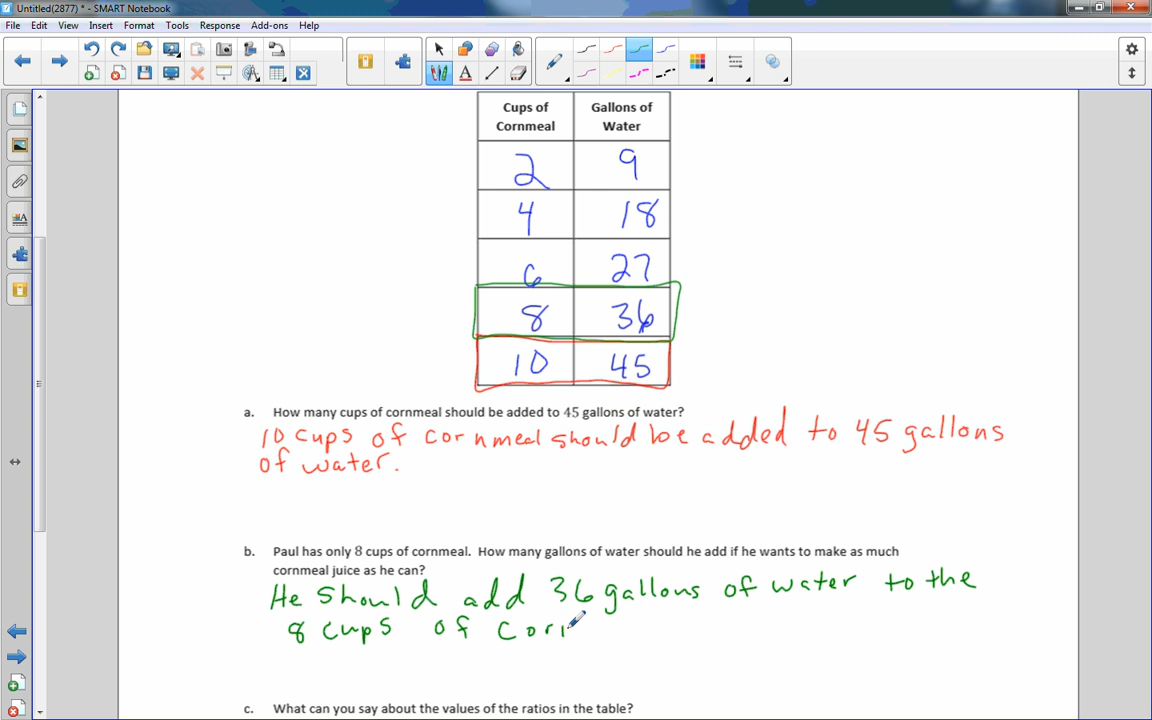 Untitled(2877) * - SMART Notebook
File Edit View Insert Format Tools Response Add-ons Help
Cups of Cornmeal Gallons of Water
2 9
4 18
6 27
8 36
10 45
a. How many cups of cornmeal should be added to 45 gallons of water?
10 cups of cornmeal should be added to 45 gallons
of water.
b. Paul has only 8 cups of cornmeal. How many gallons of water should he add if he wants to make as much
cornmeal juice as he can?
He should add 36 gallons of water to the
8 cups of Corn
c. What can you say about the values of the ratios in the table?